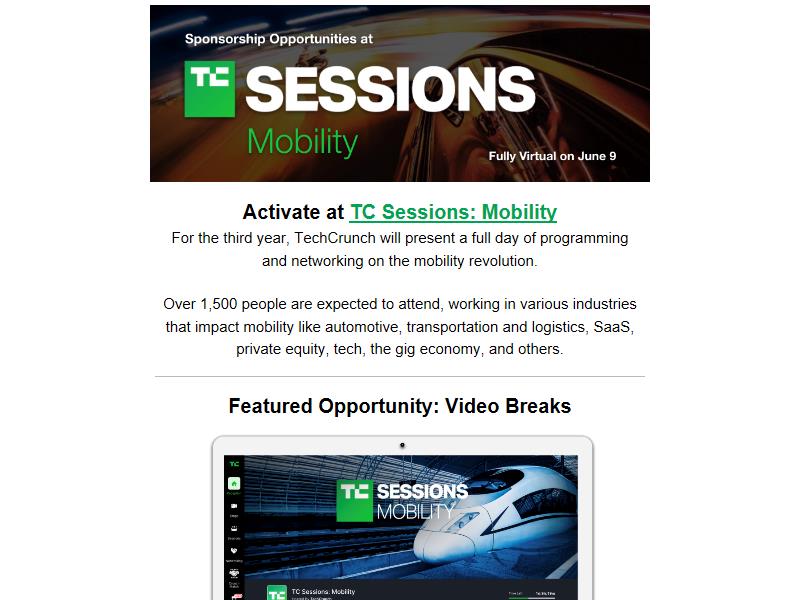 Sponsorship Opportunities at
TC SESSIONS
Mobility
Fully Virtual on June 9
Activate at TC Sessions: Mobility
For the third year, TechCrunch will present a full day of programming
and networking on the mobility revolution.
Over 1,500 people are expected to attend, working in various industries
that impact mobility like automotive, transportation and logistics, SaaS,
private equity, tech, the gig economy, and others.
Featured Opportunity: Video Breaks
TC
TC SESSIONS
MOBILITY
TC Sessions: Mobility